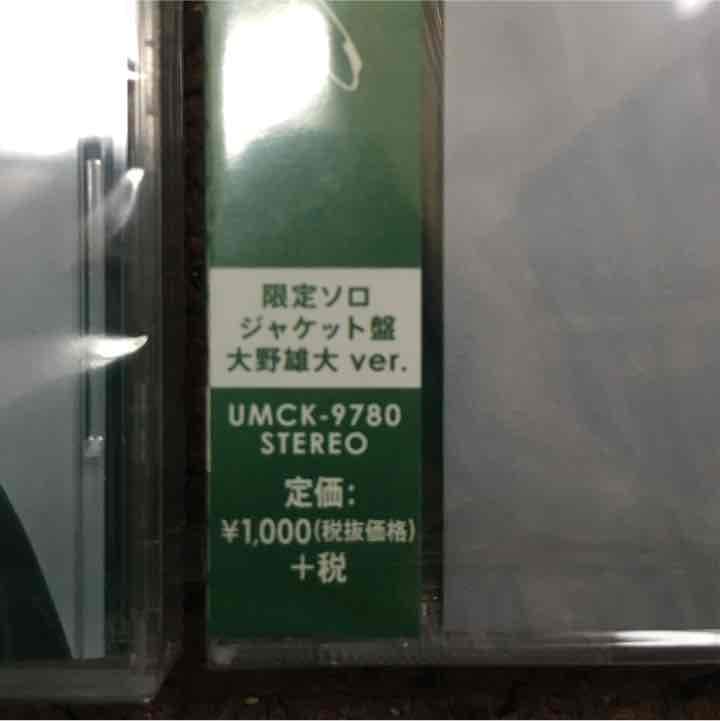 限定ソロ
ジャケット盤
大野雄大 ver.
UMCK-9780
STEREO
定価:
¥1,000(税抜価格)
+税